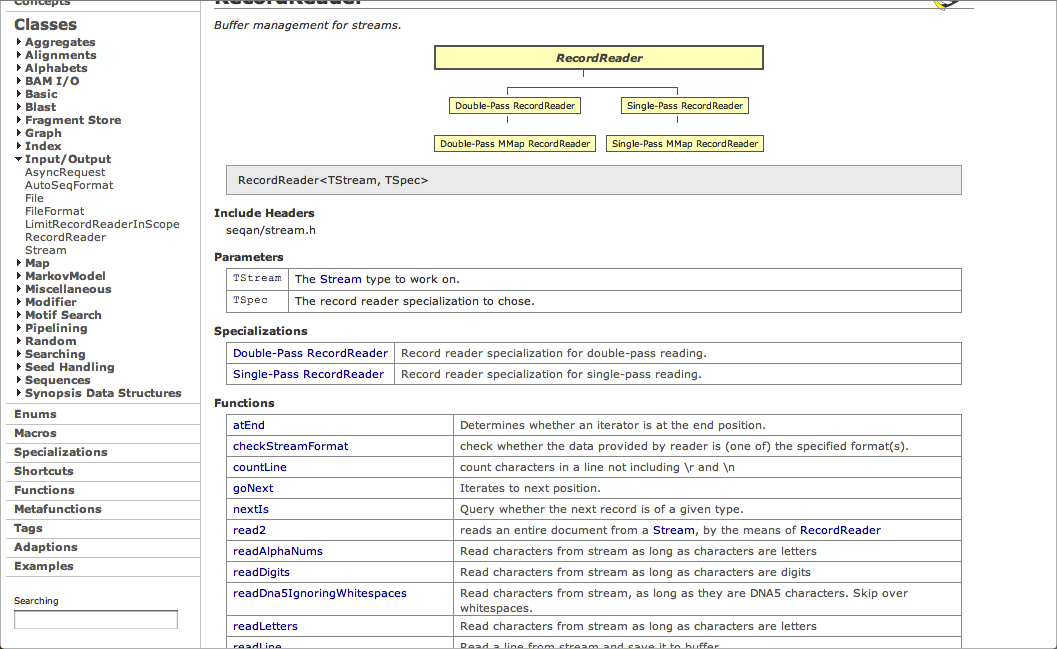 Concepts
Classes
Aggregates
Alignments
Alphabets
BAM I/O
Basic
Blast
Fragment Store
Graph
Index
Input/Output
AsyncRequest
AutoSeqFormat
File
FileFormat
LimitRecordReaderInScope
RecordReader
Stream
Map
MarkovModel
Miscellaneous
Modifier
Motif Search
Pipelining
Random
Searching
Seed Handling
Sequences
Synopsis Data Structures
Enums
Macros
Specializations
Shortcuts
Functions
Metafunctions
Tags
Adaptions
Examples
Searching
RecordReader
Buffer management for streams.
RecordReader
Double-Pass RecordReader
Single-Pass RecordReader
Double-Pass MMap RecordReader
Single-Pass MMap RecordReader
RecordReader<TStream, TSpec>
Include Headers
seqan/stream.h
Parameters
TStream The Stream type to work on.
TSpec The record reader specialization to chose.
Specializations
Double-Pass RecordReader Record reader specialization for double-pass reading.
Single-Pass RecordReader Record reader specialization for single-pass reading.
Functions
atEnd Determines whether an iterator is at the end position.
checkStreamFormat check whether the data provided by reader is (one of) the specified format(s).
countLine count characters in a line not including \r and \n
goNext Iterates to next position.
nextIs Query whether the next record is of a given type.
read2 reads an entire document from a Stream, by the means of RecordReader
readAlphaNums Read characters from stream as long as characters are letters
readDigits Read characters from stream as long as characters are digits
readDna5IgnoringWhitespaces Read characters from stream, as long as they are DNA5 characters. Skip over
whitespaces.
readLetters Read characters from stream as long as characters are letters
readLine Read a line from stream and save it to buffer